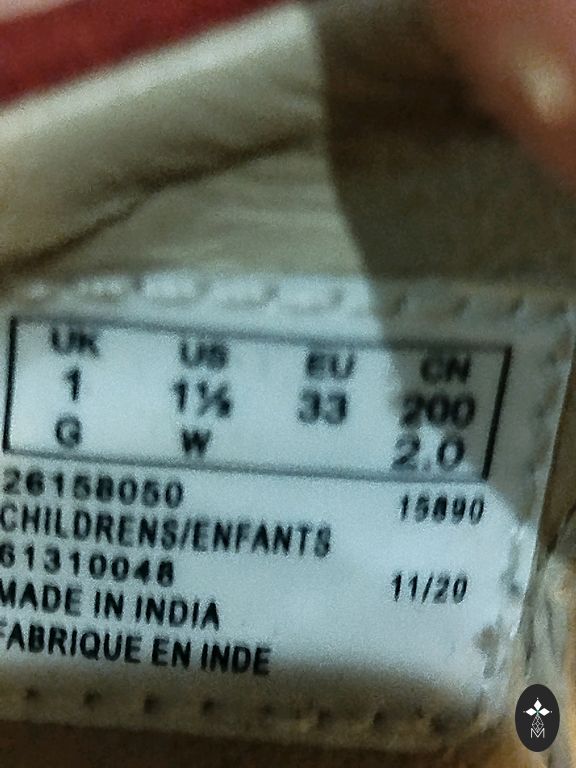 UK US EU CN
1 1½ 33 200
G W 2.0
26158050 15890
CHILDRENS/ENFANTS
61310048 11/20
MADE IN INDIA
FABRIQUE EN INDE
M